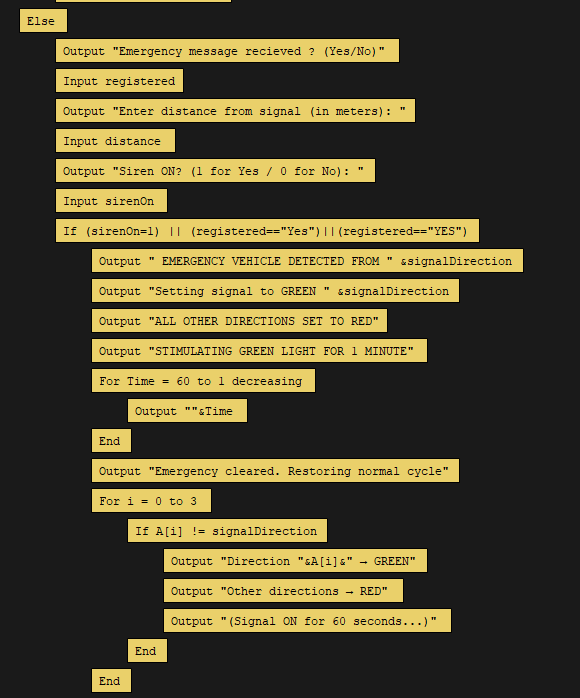 Else
Output "Emergency message recieved ? (Yes/No)"
Input registered
Output "Enter distance from signal (in meters): "
Input distance
Output "Siren ON? (1 for Yes / 0 for No): "
Input sirenOn
If (sirenOn=1) || (registered=="Yes")||(registered=="YES")
Output " EMERGENCY VEHICLE DETECTED FROM " &signalDirection
Output "Setting signal to GREEN " &signalDirection
Output "ALL OTHER DIRECTIONS SET TO RED"
Output "STIMULATING GREEN LIGHT FOR 1 MINUTE"
For Time = 60 to 1 decreasing
Output ""&Time
End
Output "Emergency cleared. Restoring normal cycle"
For i = 0 to 3
If A[i] != signalDirection
Output "Direction "&A[i]&" → GREEN"
Output "Other directions → RED"
Output "(Signal ON for 60 seconds...)"
End
End